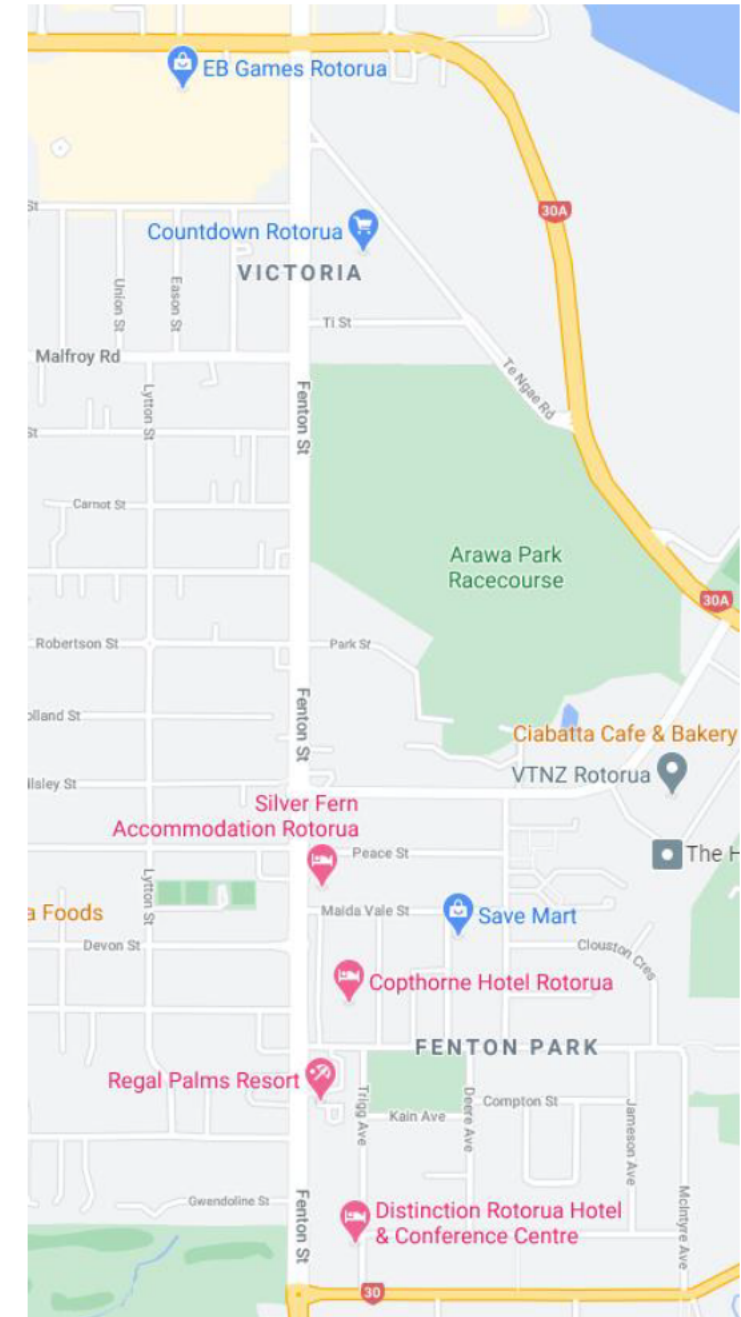 EB Games Rotorua
30A
St
Countdown Rotorua
VICTORIA
Union St
Eason St
Ti St
Malfroy Rd
Te Ngae Rd
Lytton St
Fenton St
St
Carnot St
Arawa Park
Racecourse
30A
Robertson St
Park St
Fenton St
olland St
Ciabatta Cafe & Bakery
VTNZ Rotorua
llsley St
Silver Fern
Accommodation Rotorua
Peace St
The H
Lytton St
a Foods
Maida Vale St
Save Mart
Devon St
Clouston Cres
Copthorne Hotel Rotorua
FENTON PARK
Regal Palms Resort
Trigg Ave
Kain Ave
Deere Ave
Compton St
Jameson Ave
McIntyre Ave
Gwendoline St
Fenton St
Distinction Rotorua Hotel
& Conference Centre
30